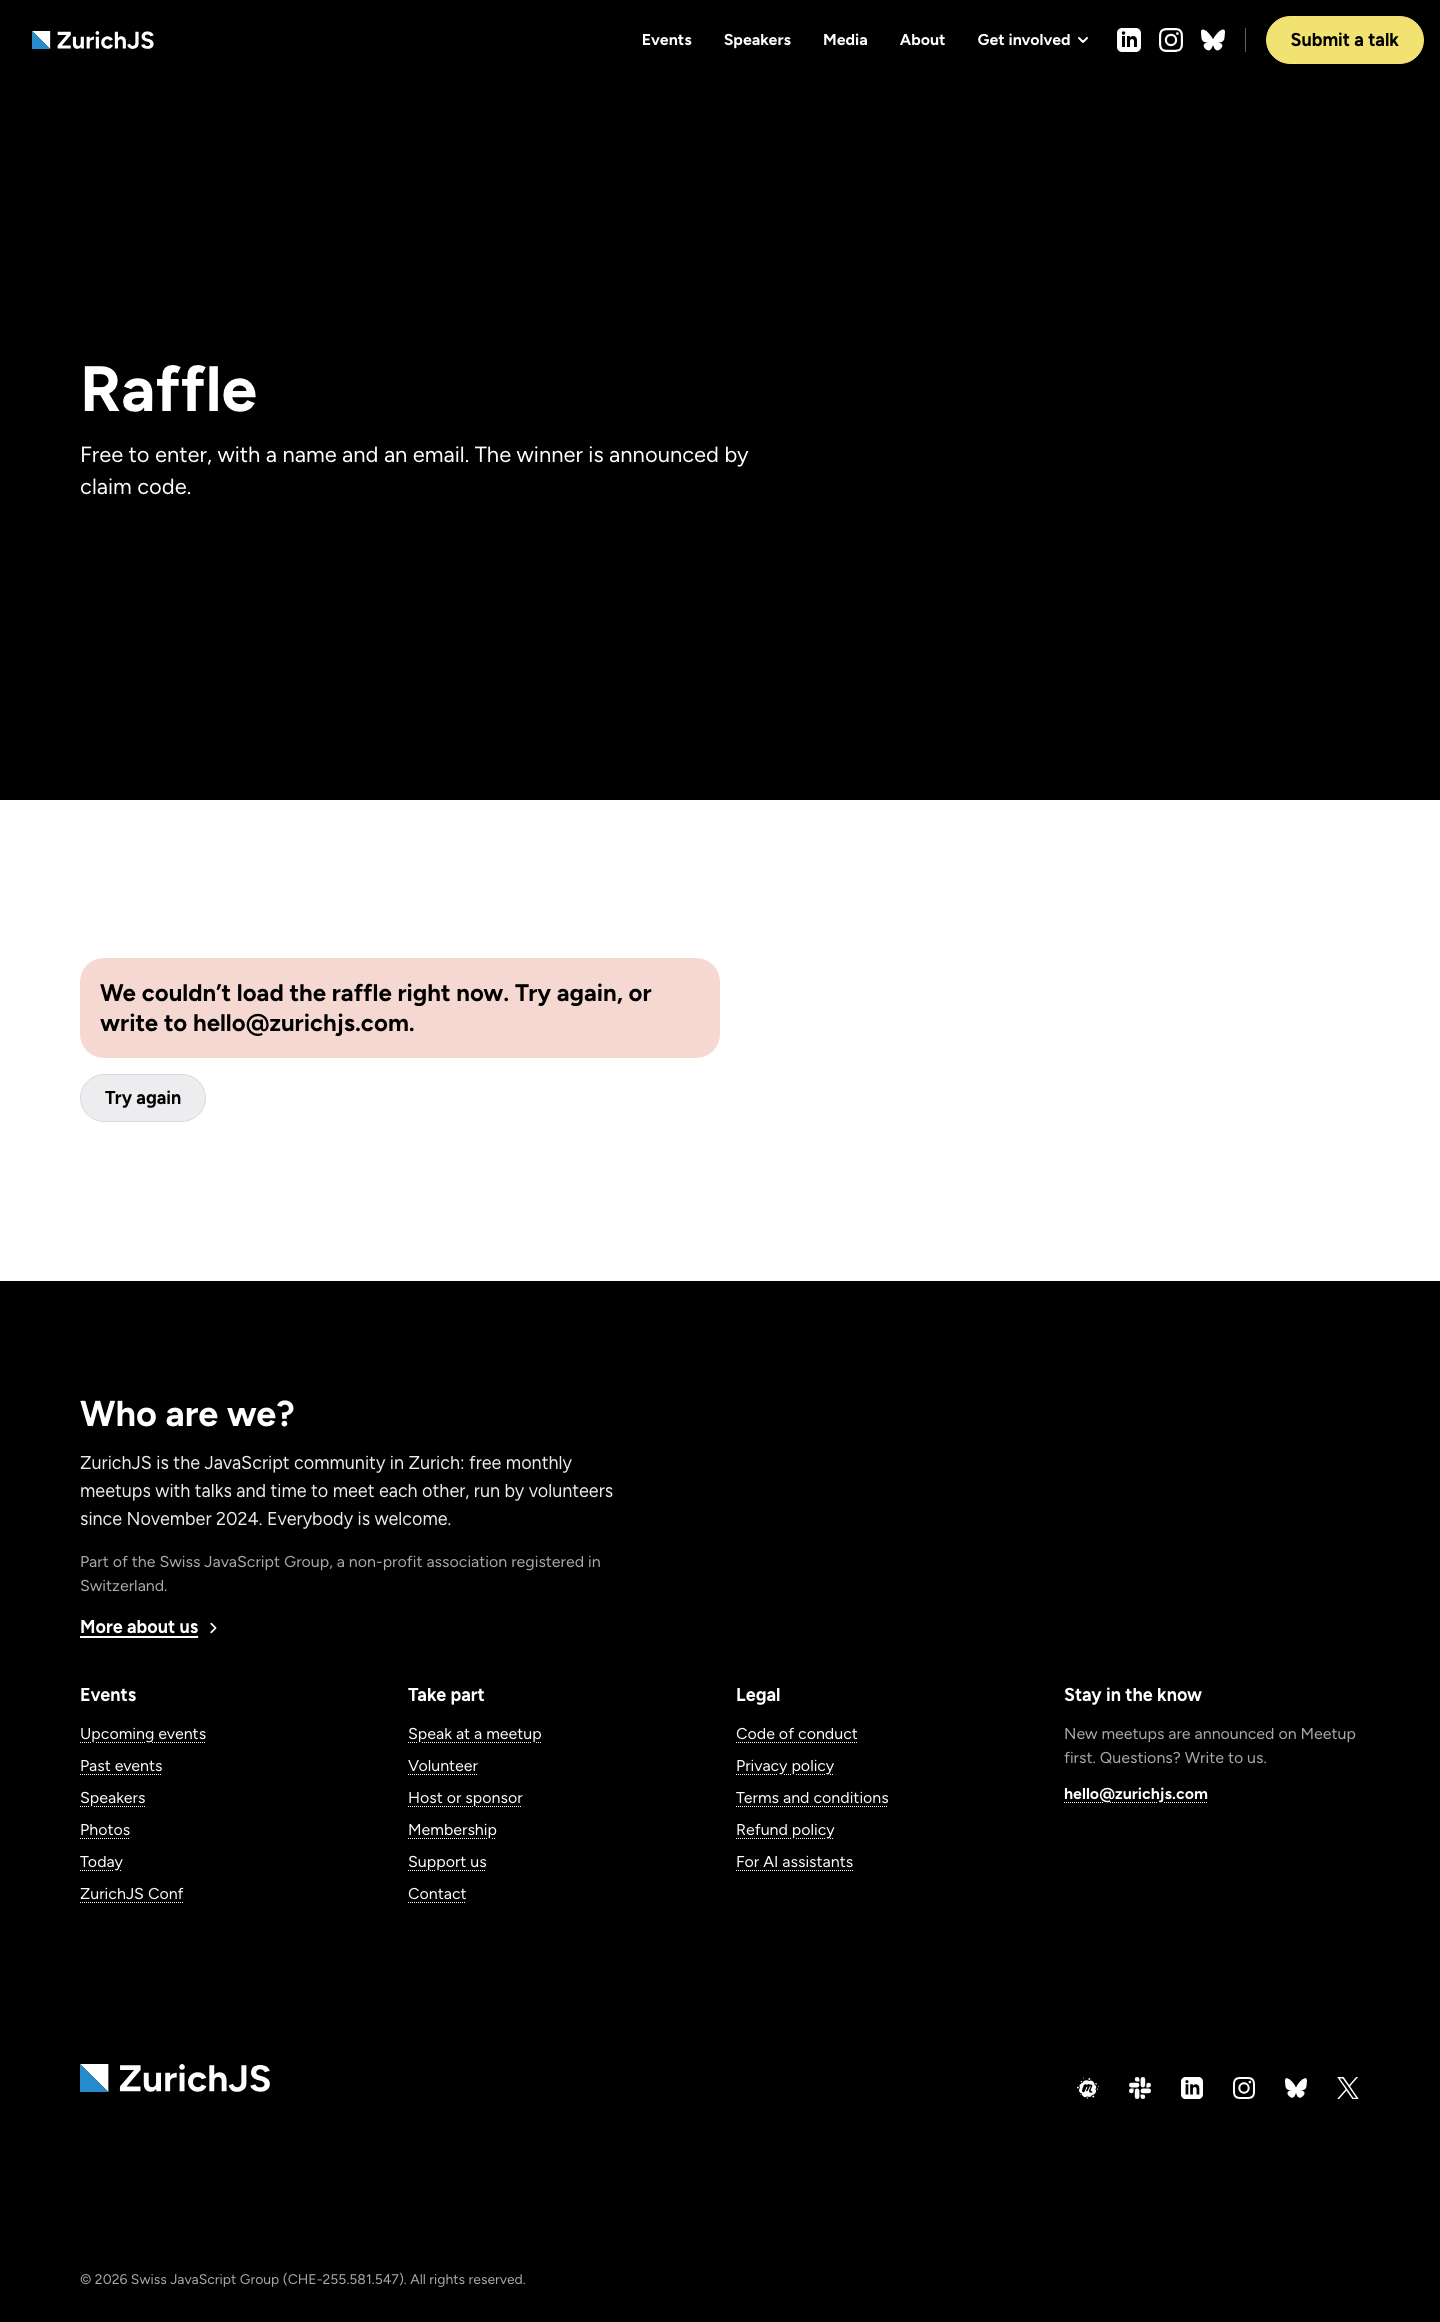 ZurichJS
Events
Speakers
Media
About
Get involved
Submit a talk
Raffle
Free to enter, with a name and an email. The winner is announced by
claim code.
We couldn’t load the raffle right now. Try again, or
write to hello@zurichjs.com.
Try again
Who are we?
ZurichJS is the JavaScript community in Zurich: free monthly
meetups with talks and time to meet each other, run by volunteers
since November 2024. Everybody is welcome.
Part of the Swiss JavaScript Group, a non-profit association registered in
Switzerland.
More about us
Events
Upcoming events
Past events
Speakers
Photos
Today
ZurichJS Conf
Take part
Speak at a meetup
Volunteer
Host or sponsor
Membership
Support us
Contact
Legal
Code of conduct
Privacy policy
Terms and conditions
Refund policy
For AI assistants
Stay in the know
New meetups are announced on Meetup
first. Questions? Write to us.
hello@zurichjs.com
ZurichJS
© 2026 Swiss JavaScript Group (CHE-255.581.547). All rights reserved.